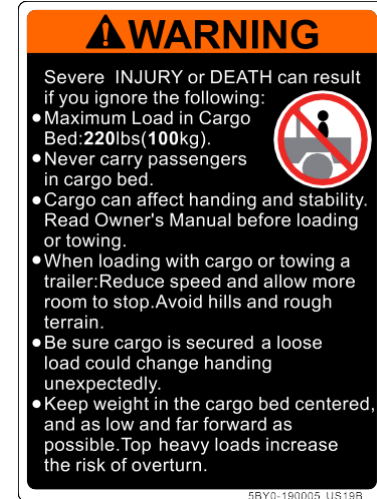 WARNING
Severe INJURY or DEATH can result
if you ignore the following:
●Maximum Load in Cargo
Bed:220lbs(100kg).
●Never carry passengers
in cargo bed.
●Cargo can affect handing and stability.
Read Owner's Manual before loading
or towing.
●When loading with cargo or towing a
trailer:Reduce speed and allow more
room to stop.Avoid hills and rough
terrain.
●Be sure cargo is secured a loose
load could change handing
unexpectedly.
●Keep weight in the cargo bed centered,
and as low and far forward as
possible.Top heavy loads increase
the risk of overturn.
5BY0-190005 US19B